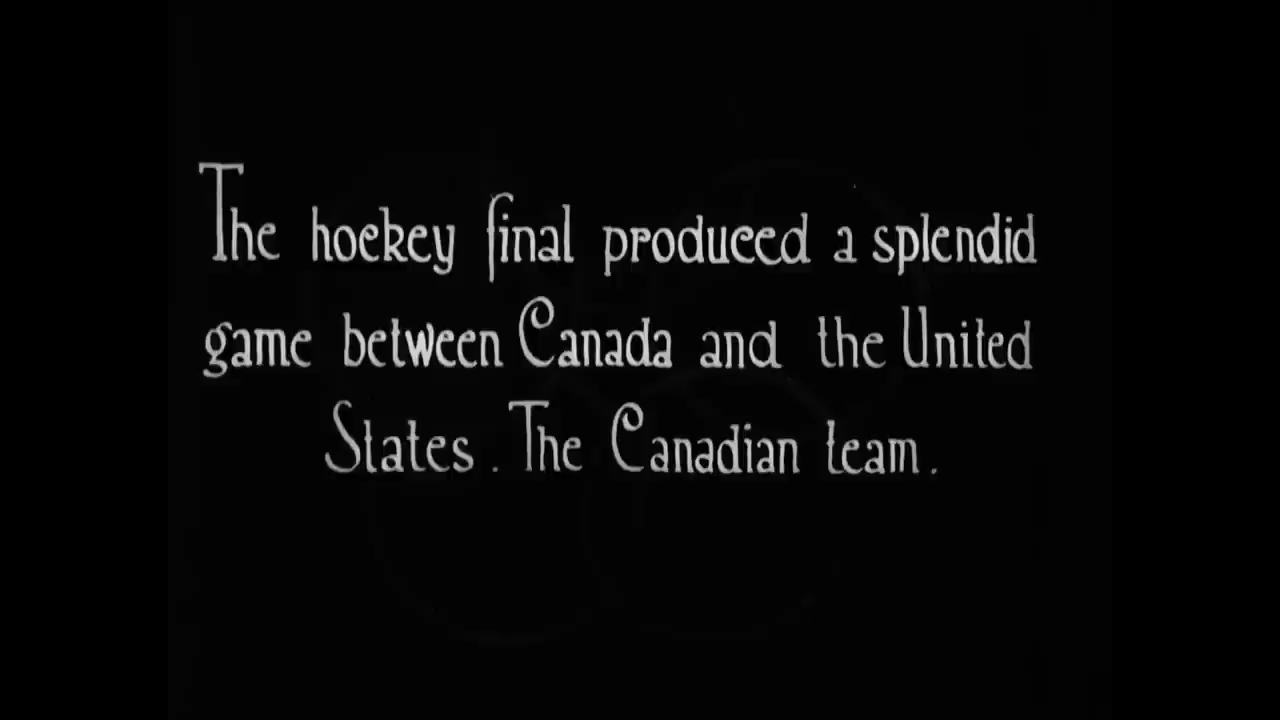 The hockey final produced a splendid
game between Canada and the United
States. The Canadian team.